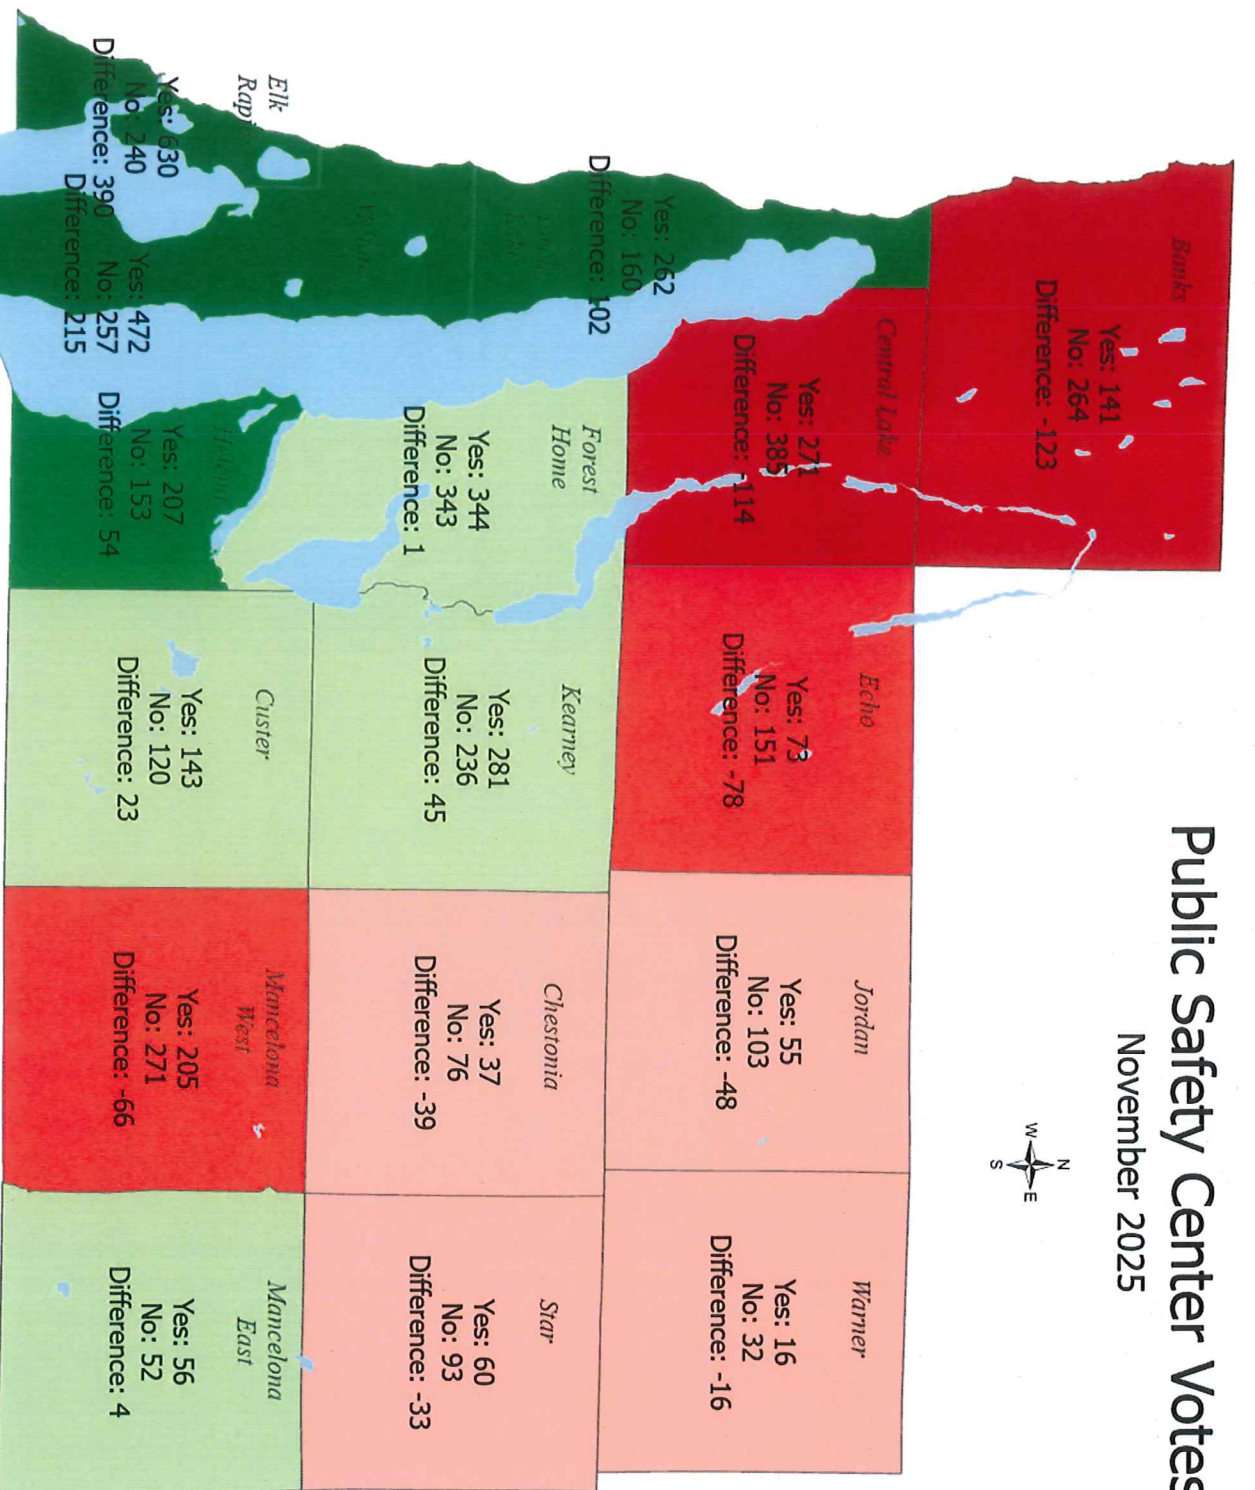 Public Safety Center Votes
November 2025
N
W
E
S
Banks
Yes: 141
No: 264
Difference: -123
Central Lake
Yes: 271
No: 385
Difference: -114
Echo
Yes: 73
No: 151
Difference: -78
Jordan
Yes: 55
No: 103
Difference: -48
Warner
Yes: 16
No: 32
Difference: -16
Yes: 262
No: 160
Difference: 102
Forest
Home
Yes: 344
No: 343
Difference: 1
Kearney
Yes: 281
No: 236
Difference: 45
Chestonia
Yes: 37
No: 76
Difference: -39
Star
Yes: 60
No: 93
Difference: -33
Elk
Yes: 630
No: 240
Difference: 390
Yes: 472
No: 257
Difference: 215
Helena
Yes: 207
No: 153
Difference: 54
Custer
Yes: 143
No: 120
Difference: 23
Mancelona
West
Yes: 205
No: 271
Difference: -66
Mancelona
East
Yes: 56
No: 52
Difference: 4